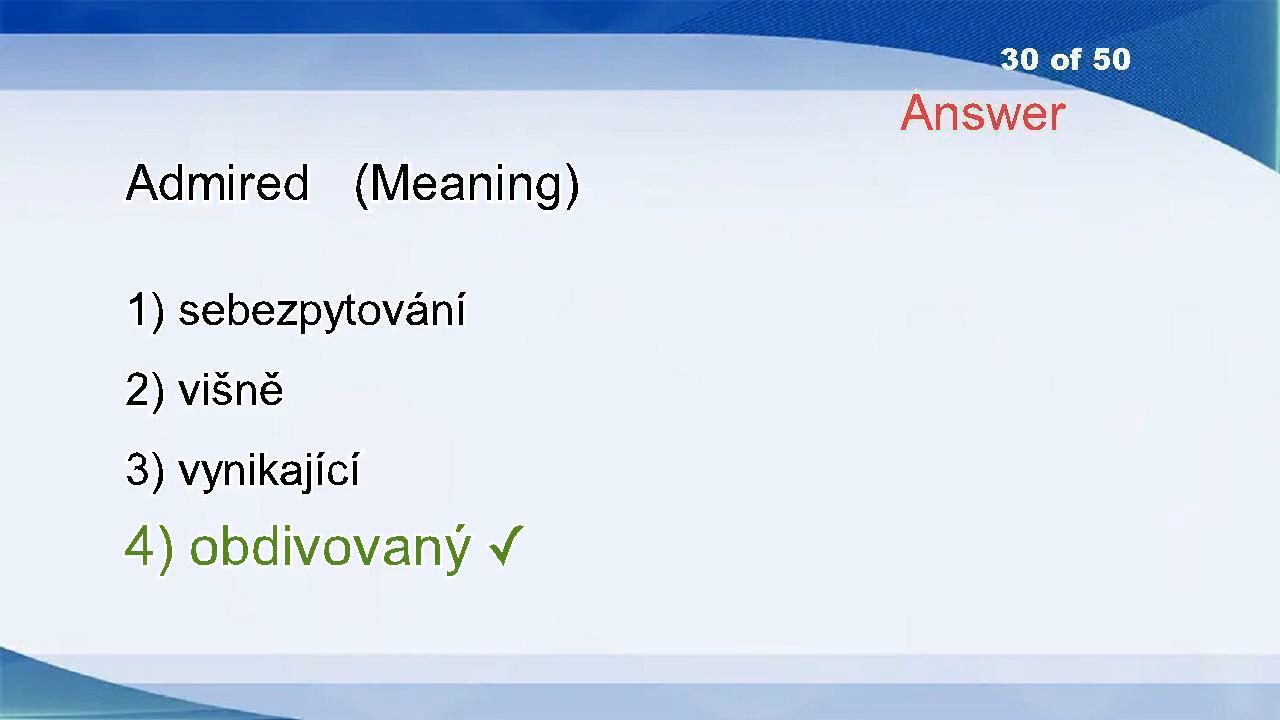 30 of 50
Answer
Admired (Meaning)
1) sebezpytování
2) višně
3) vynikající
4) obdivovaný ✓